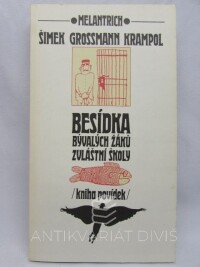 MELANTRICH
ŠIMEK GROSSMANN KRAMPOL
BESÍDKA
BÝVALÝCH ŽÁKŮ
ZVLÁŠTNÍ ŠKOLY
/kniha povídek/
ANTIKVARIÁT DIVIŠ